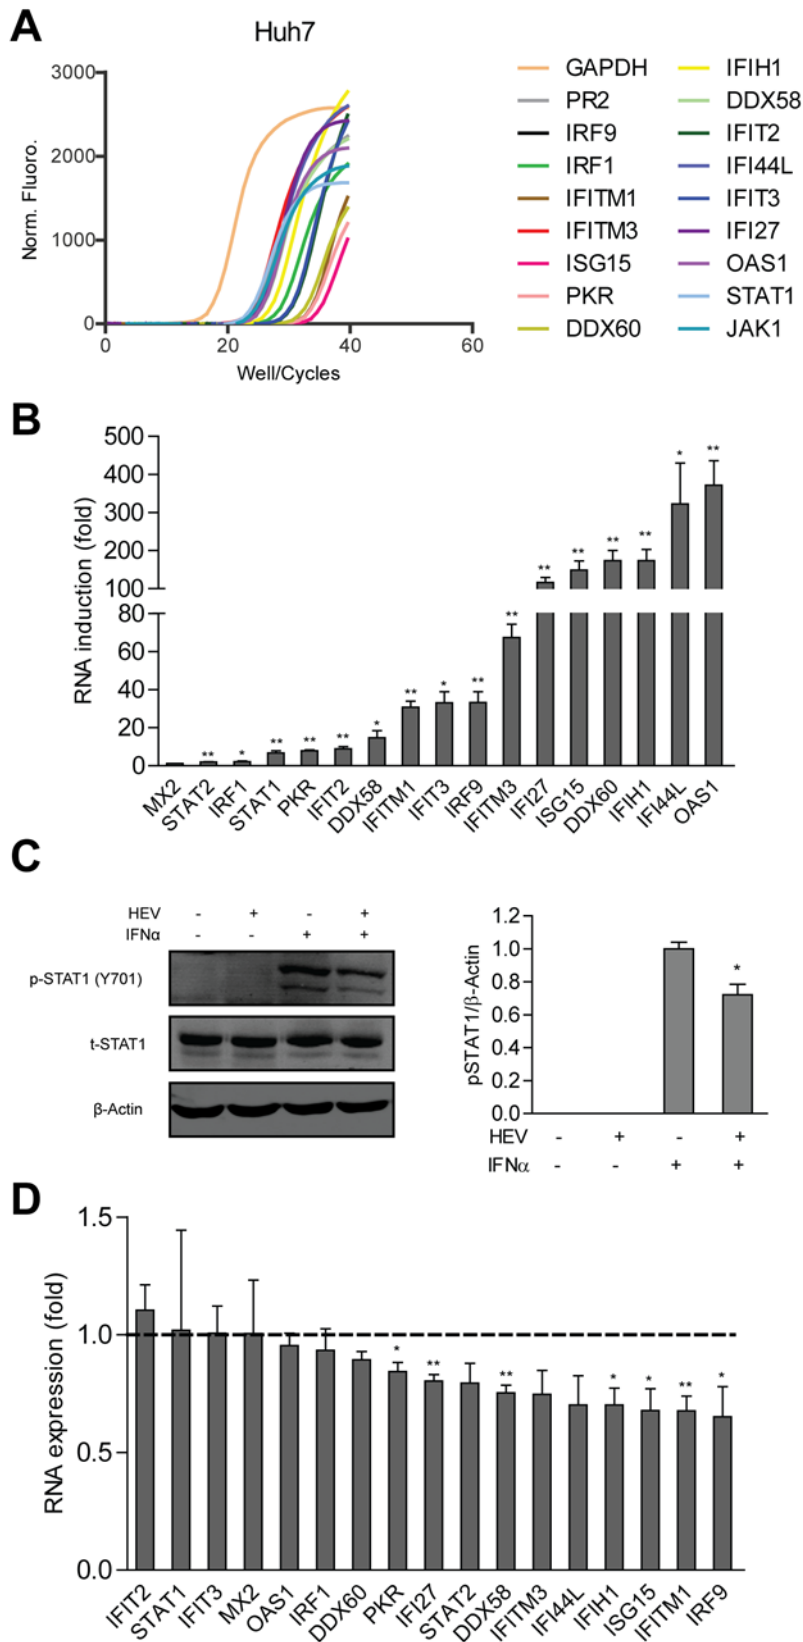 A
Huh7
3000
2000
1000
0
0 20 40 60
Norm. Fluoro.
Well/Cycles
GAPDH IFIH1
PR2 DDX58
IRF9 IFIT2
IRF1 IFI44L
IFITM1 IFIT3
IFITM3 IFI27
ISG15 OAS1
PKR STAT1
DDX60 JAK1
B
RNA induction (fold)
500
400
300
200
100
80
60
40
20
0
** * ** ** ** * ** * ** ** ** ** ** ** * **
MX2 STAT2 IRF1 STAT1 PKR IFIT2 DDX58 IFITM1 IFIT3 IRF9 IFITM3 IFI27 ISG15 DDX60 IFIH1 IFI44L OAS1
C
HEV - + - +
IFNα - - + +
p-STAT1 (Y701)
t-STAT1
β-Actin
pSTAT1/β-Actin
1.2
1.0
0.8
0.6
0.4
0.2
0.0
*
HEV - + - +
IFNα - - + +
D
RNA expression (fold)
1.5
1.0
0.5
0.0
* ** ** * * ** *
IFIT2 STAT1 IFIT3 MX2 OAS1 IRF1 DDX60 PKR IFI27 STAT2 DDX58 IFITM3 IFI44L IFIH1 ISG15 IFITM1 IRF9